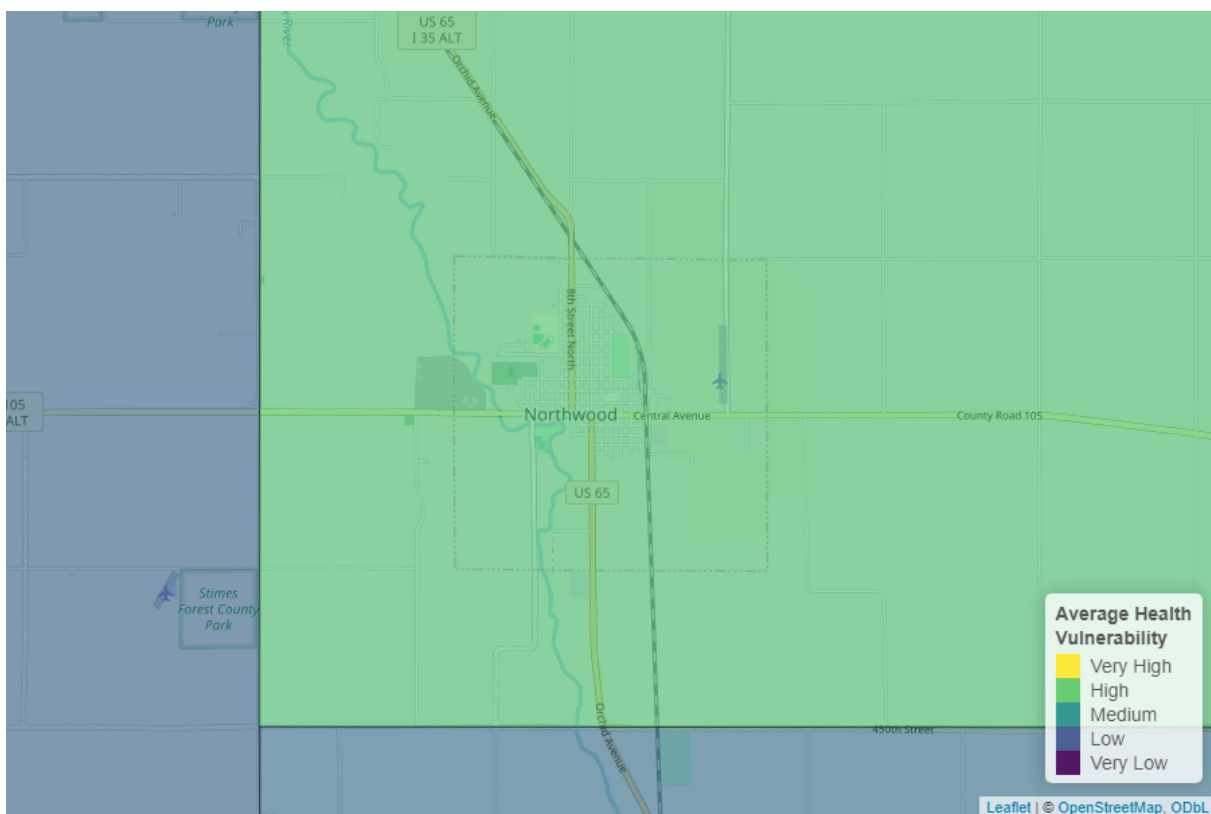 Park
River
US 65
I 35 ALT
Orchid Avenue
8th Street North
105
ALT
Northwood
Central Avenue
County Road 105
US 65
Stimes
Forest County
Park
Orchid Avenue
450th Street
Average Health
Vulnerability
Very High
High
Medium
Low
Very Low
Leaflet | © OpenStreetMap, ODbL